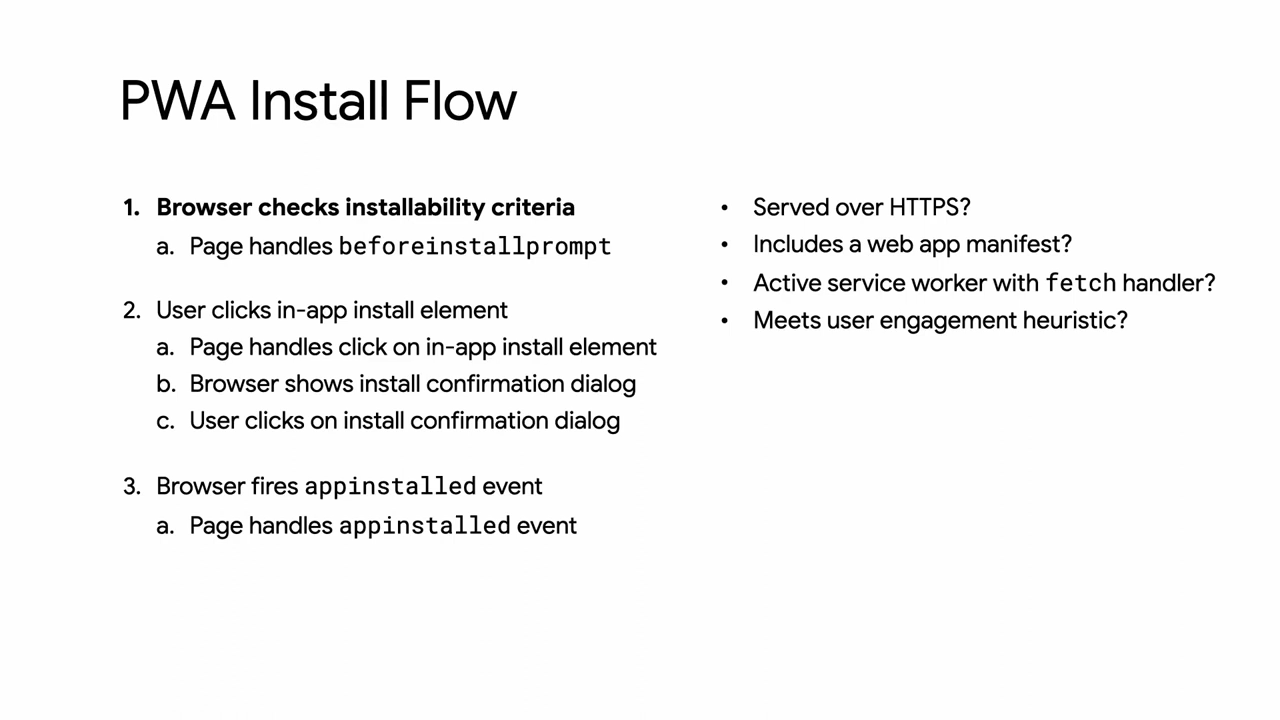 PWA Install Flow
1. Browser checks installability criteria
a. Page handles beforeinstallprompt
2. User clicks in-app install element
a. Page handles click on in-app install element
b. Browser shows install confirmation dialog
c. User clicks on install confirmation dialog
3. Browser fires appinstalled event
a. Page handles appinstalled event
• Served over HTTPS?
• Includes a web app manifest?
• Active service worker with fetch handler?
• Meets user engagement heuristic?